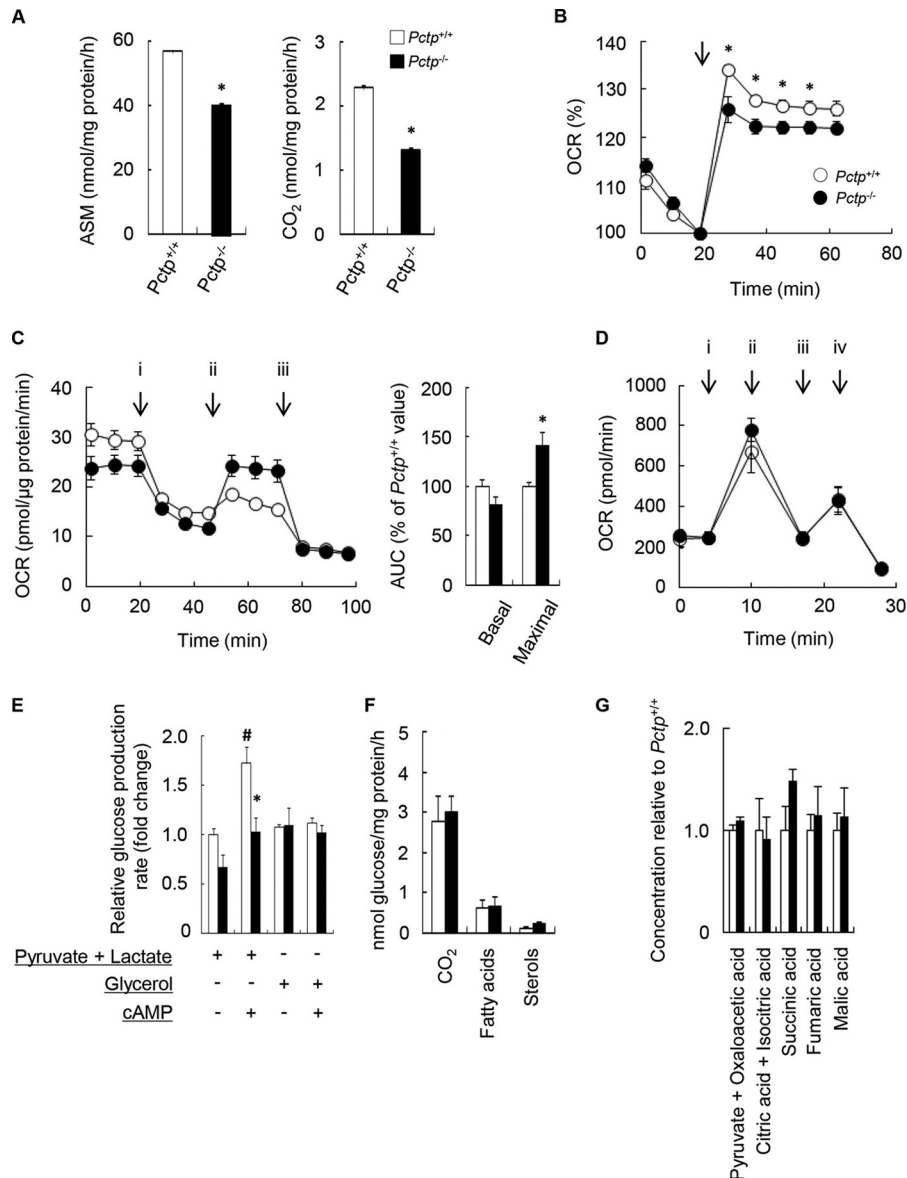 A
ASM (nmol/mg protein/h)
60
40
20
0
*
Pctp+/+
Pctp-/-
CO2 (nmol/mg protein/h)
3
2
1
0
*
Pctp+/+
Pctp-/-
Pctp+/+
Pctp-/-
B
OCR (%)
140
130
120
110
100
* * * *
Pctp+/+
Pctp-/-
0 20 40 60 80
Time (min)
C
i ii iii
OCR (pmol/µg protein/min)
40
30
20
10
0
0 20 40 60 80 100
Time (min)
AUC (% of Pctp+/+ value)
200
150
100
50
0
*
Basal
Maximal
D
i ii iii iv
OCR (pmol/min)
1000
800
600
400
200
0
0 10 20 30
Time (min)
E
Relative glucose production
rate (fold change)
2.0
1.5
1.0
0.5
0
#
*
Pyruvate + Lactate + + - -
Glycerol - - + +
cAMP - + - +
F
nmol glucose/mg protein/h
5
4
3
2
1
0
CO2
Fatty acids
Sterols
G
Concentration relative to Pctp+/+
2.0
1.0
0
Pyruvate + Oxaloacetic acid
Citric acid + Isocitric acid
Succinic acid
Fumaric acid
Malic acid